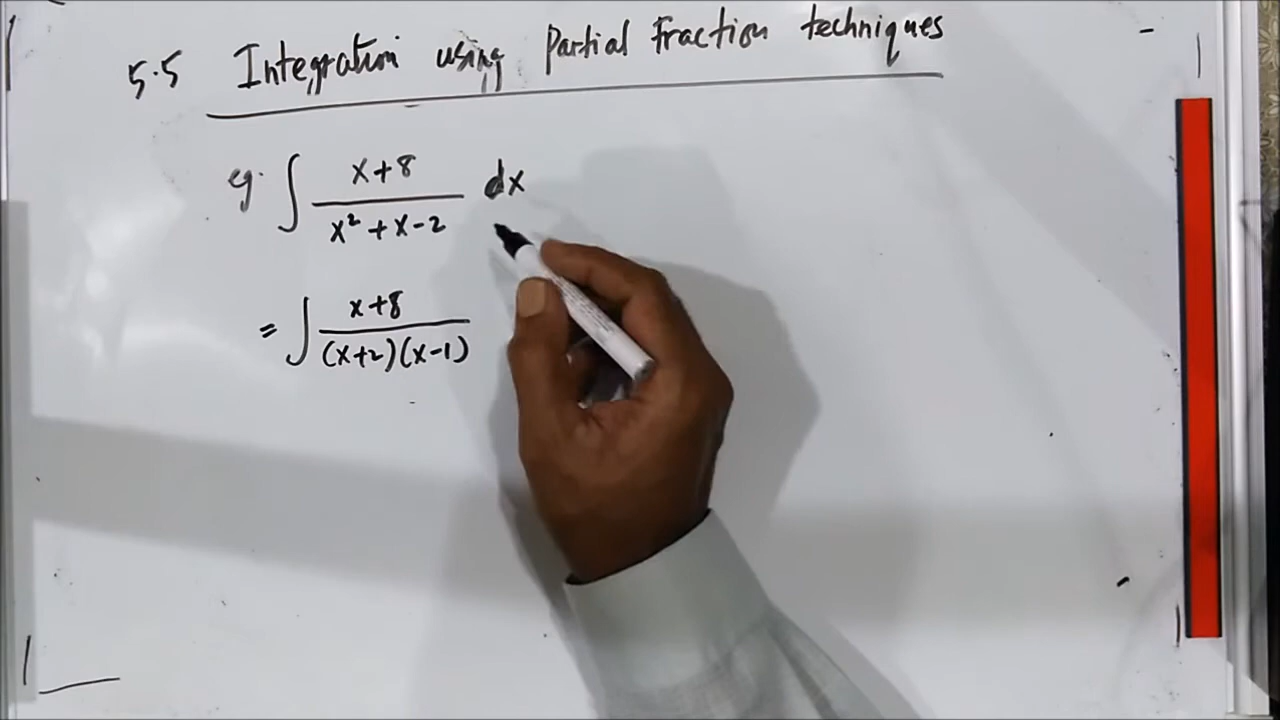 5.5 Integration using Partial Fraction techniques
eg. ∫ (x+8)/(x²+x-2) dx
= ∫ (x+8)/((x+2)(x-1))